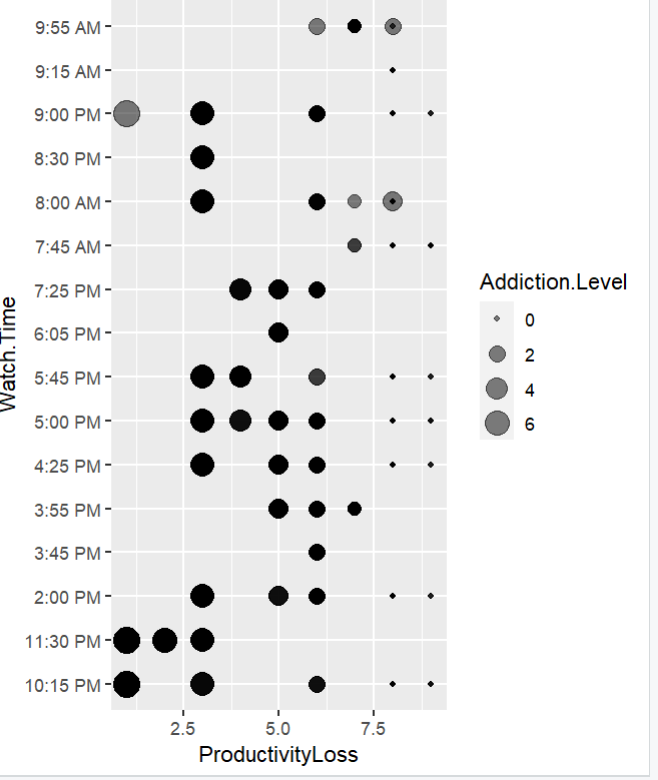 9:55 AM
9:15 AM
9:00 PM
8:30 PM
8:00 AM
7:45 AM
7:25 PM
6:05 PM
5:45 PM
5:00 PM
4:25 PM
3:55 PM
3:45 PM
2:00 PM
11:30 PM
10:15 PM
Watch.Time
2.5 5.0 7.5
ProductivityLoss
Addiction.Level
0
2
4
6